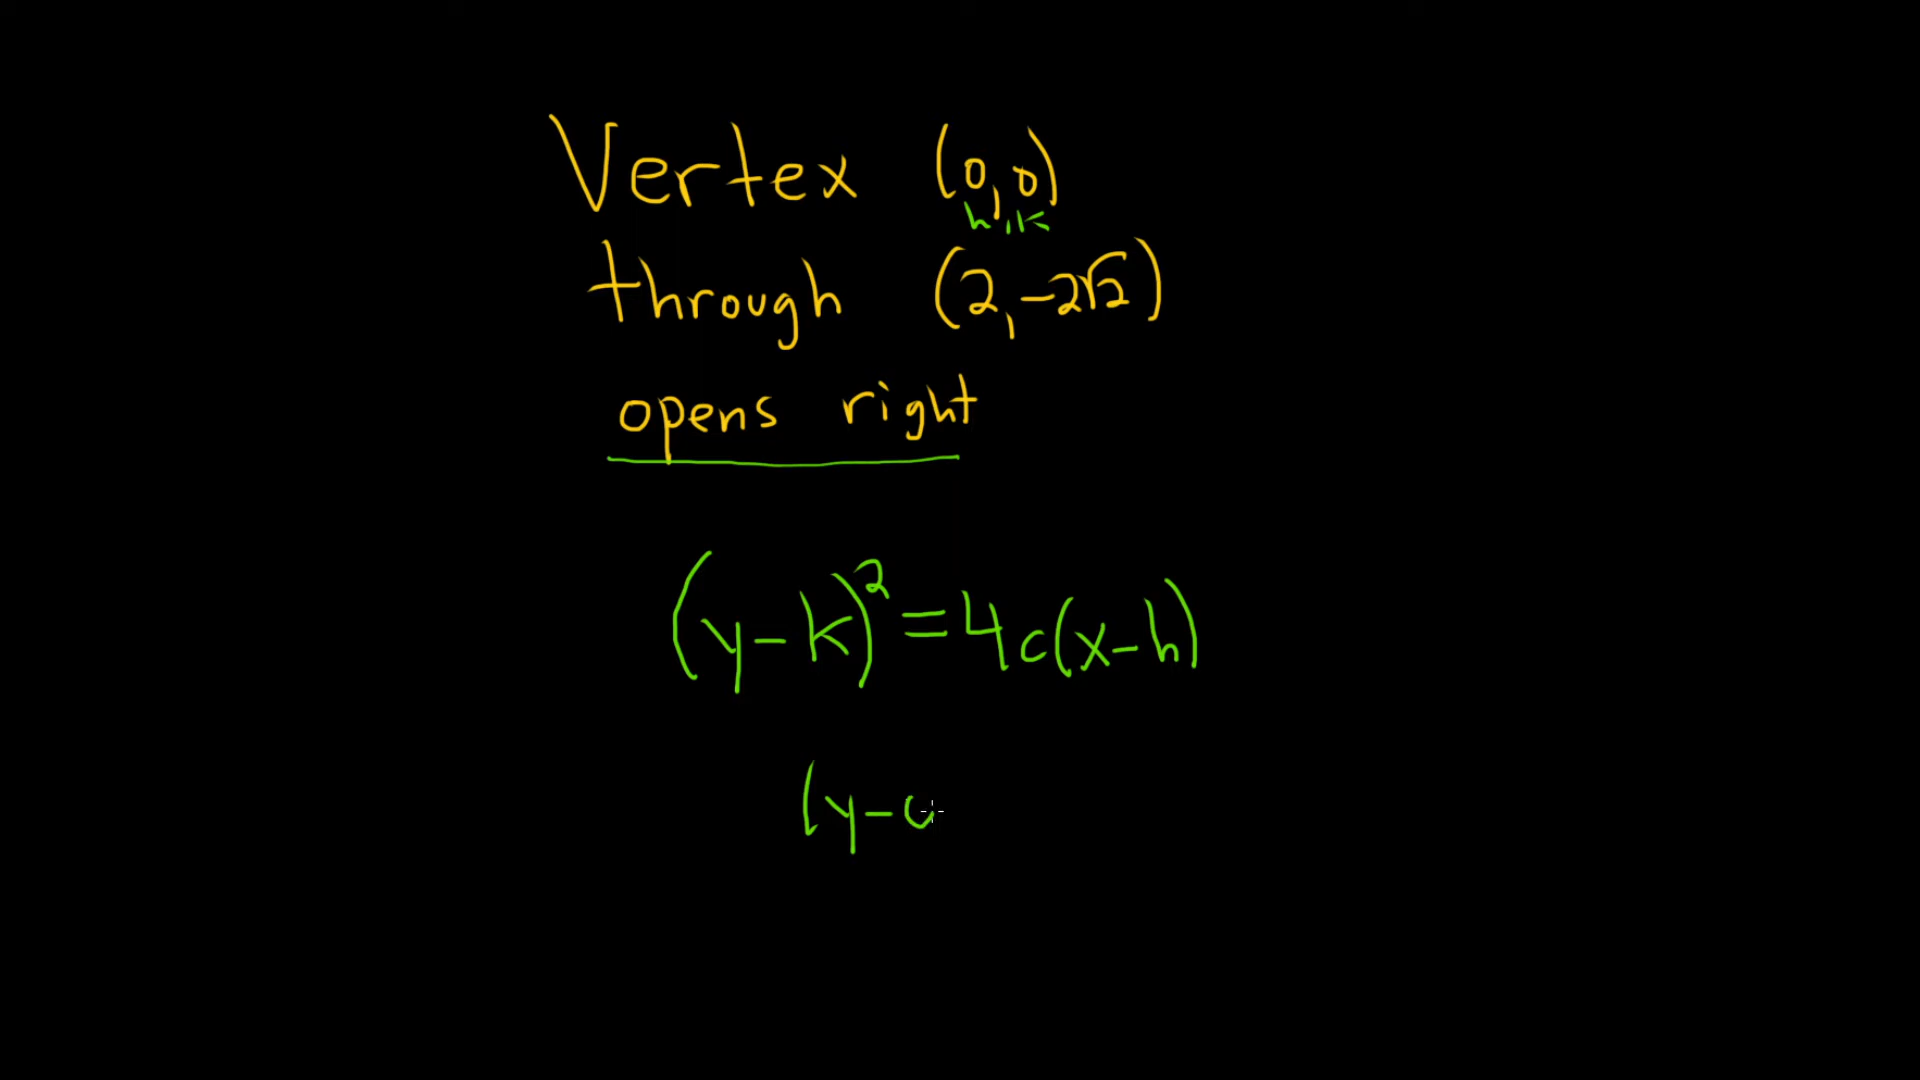 Vertex (0,0)
h,k
through (2,-2√2)
opens right
(y-k)²=4c(x-h)
(y-